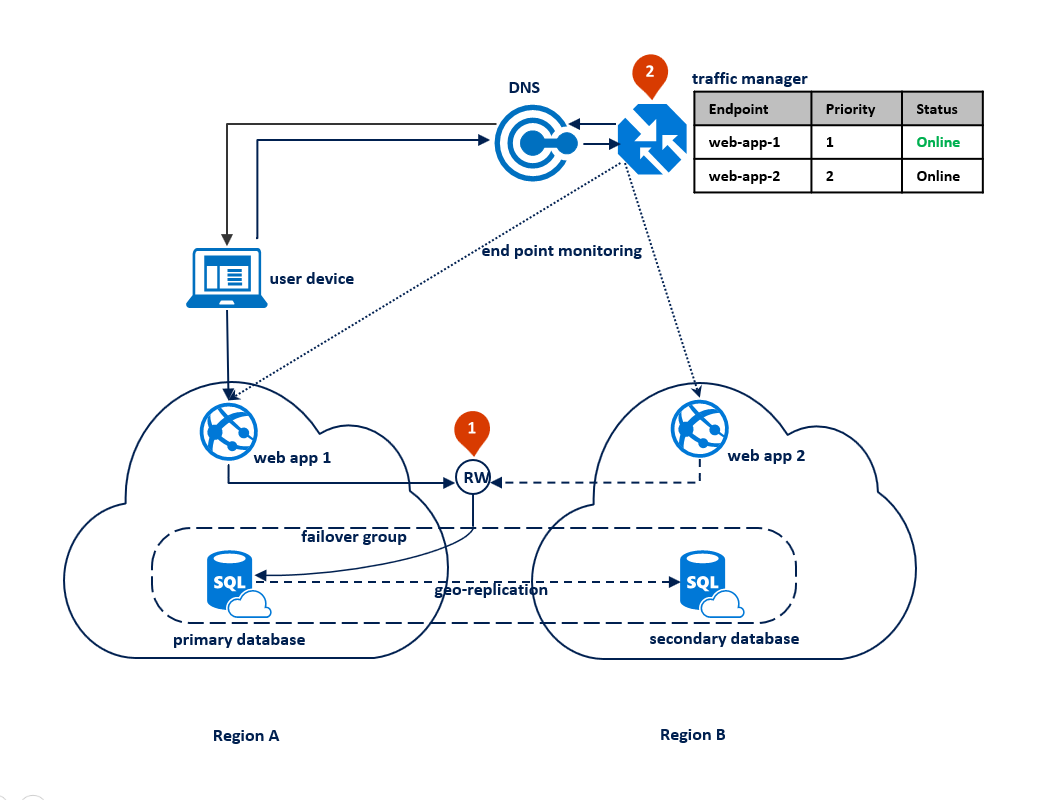 2
traffic manager
DNS
Endpoint Priority Status
web-app-1 1 Online
web-app-2 2 Online
end point monitoring
user device
1
web app 1
web app 2
RW
failover group
SQL
SQL
geo-replication
primary database
secondary database
Region A
Region B